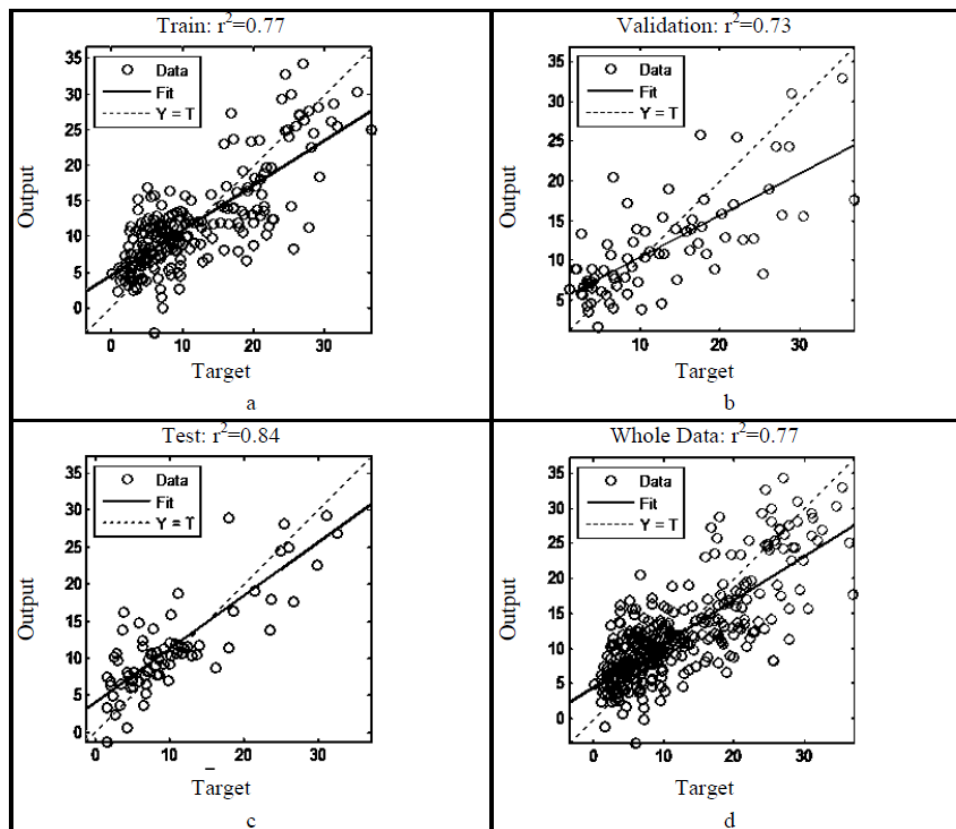 Train: r²=0.77
Data
Fit
Y = T
35
30
25
20
15
10
5
0
Output
0 10 20 30
Target
a
Validation: r²=0.73
Data
Fit
Y = T
35
30
25
20
15
10
5
Output
10 20 30
Target
b
Test: r²=0.84
Data
Fit
Y = T
35
30
25
20
15
10
5
0
Output
0 10 20 30
Target
c
Whole Data: r²=0.77
Data
Fit
Y = T
35
30
25
20
15
10
5
0
Output
0 10 20 30
Target
d